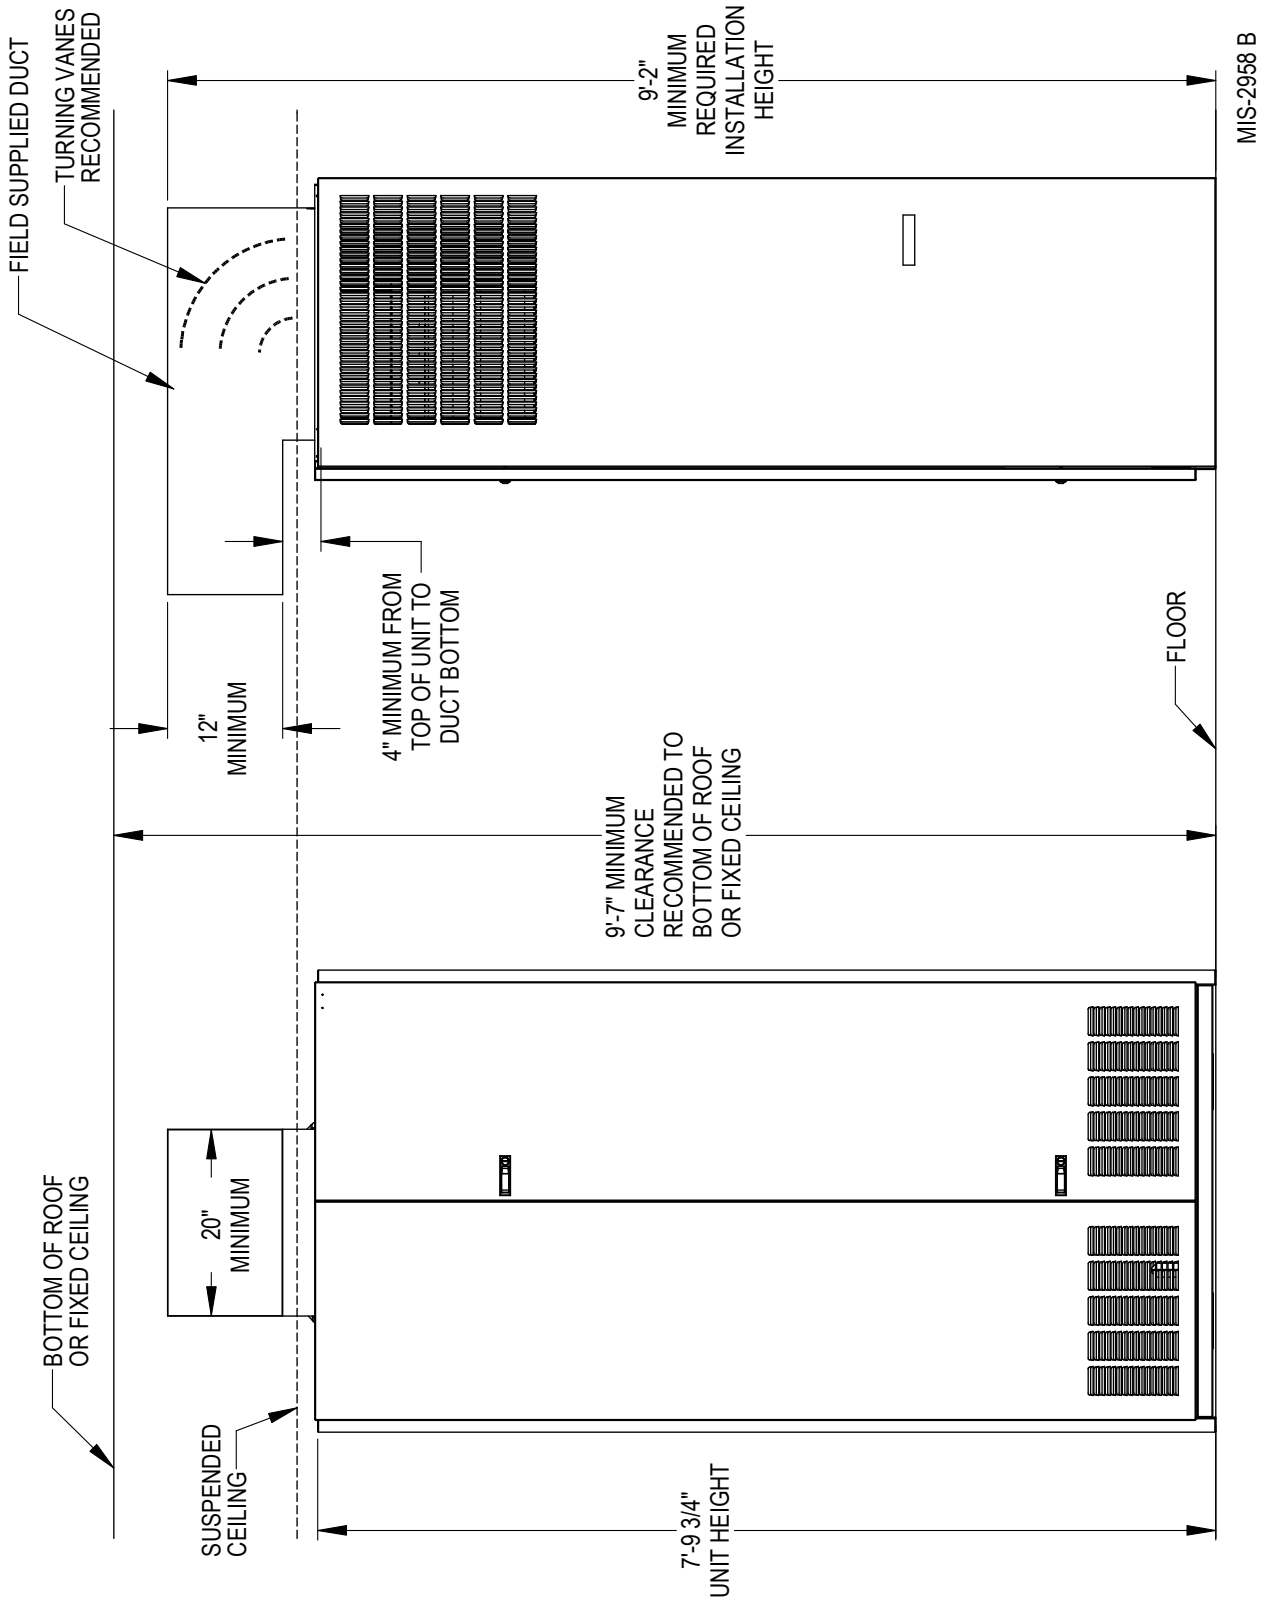 BOTTOM OF ROOF
OR FIXED CEILING
SUSPENDED
CEILING
20"
MINIMUM
7'-9 3/4"
UNIT HEIGHT
9'-7" MINIMUM
CLEARANCE
RECOMMENDED TO
BOTTOM OF ROOF
OR FIXED CEILING
12"
MINIMUM
4" MINIMUM FROM
TOP OF UNIT TO
DUCT BOTTOM
FLOOR
FIELD SUPPLIED DUCT
TURNING VANES
RECOMMENDED
9'-2"
MINIMUM
REQUIRED
INSTALLATION
HEIGHT
MIS-2958 B